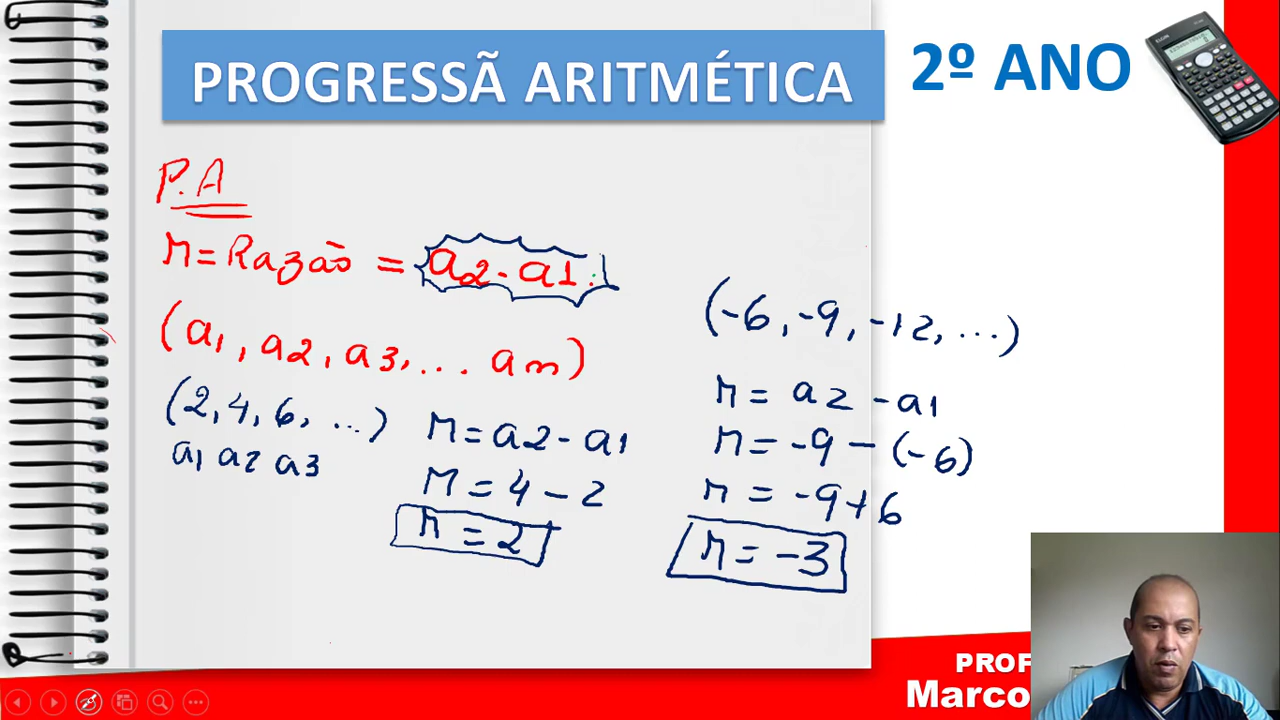 PROGRESSÃ ARITMÉTICA
2º ANO
P.A
r = Razão = a2 - a1
(a1, a2, a3, ... an)
(2, 4, 6, ...)
a1 a2 a3
r = a2 - a1
r = 4 - 2
r = 2
(-6, -9, -12, ...)
r = a2 - a1
r = -9 - (-6)
r = -9 + 6
r = -3
PROF
Marco